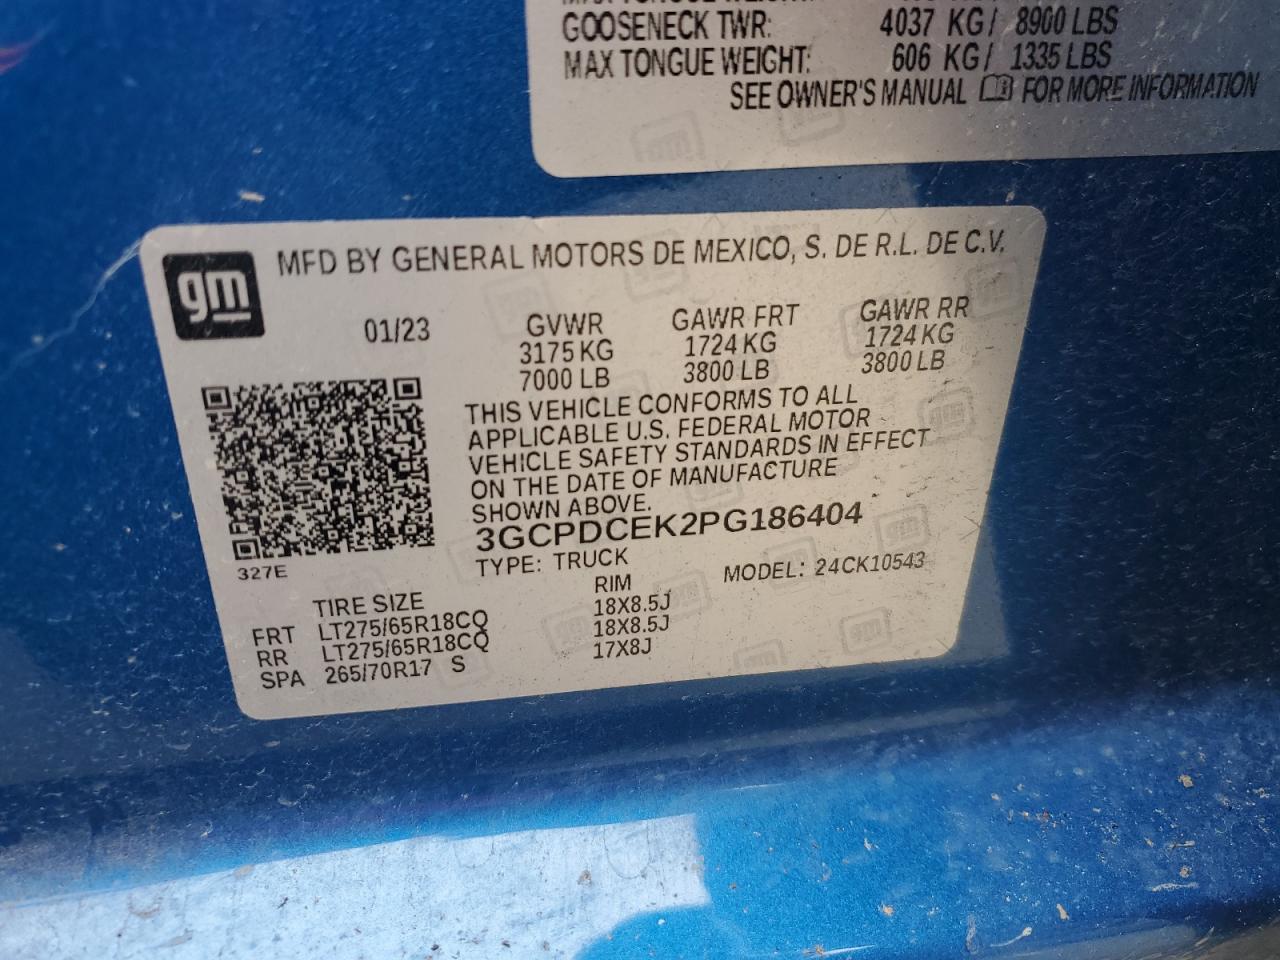 GOOSENECK TWR: 4037 KG/ 8900 LBS
MAX TONGUE WEIGHT: 606 KG/ 1335 LBS
SEE OWNER'S MANUAL FOR MORE INFORMATION
gm
MFD BY GENERAL MOTORS DE MEXICO, S. DE R.L. DE C.V.
01/23 GVWR GAWR FRT GAWR RR
3175 KG 1724 KG 1724 KG
7000 LB 3800 LB 3800 LB
THIS VEHICLE CONFORMS TO ALL
APPLICABLE U.S. FEDERAL MOTOR
VEHICLE SAFETY STANDARDS IN EFFECT
ON THE DATE OF MANUFACTURE
SHOWN ABOVE.
3GCPDCEK2PG186404
327E
TYPE: TRUCK MODEL: 24CK10543
TIRE SIZE RIM
FRT LT275/65R18CQ 18X8.5J
RR LT275/65R18CQ 18X8.5J
SPA 265/70R17 S 17X8J